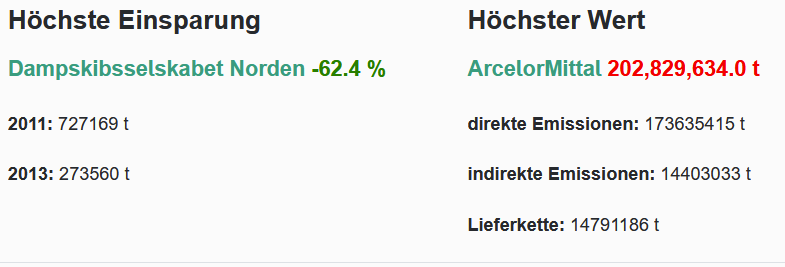 Höchste Einsparung
Dampskibsselskabet Norden -62.4 %
2011: 727169 t
2013: 273560 t
Höchster Wert
ArcelorMittal 202,829,634.0 t
direkte Emissionen: 173635415 t
indirekte Emissionen: 14403033 t
Lieferkette: 14791186 t